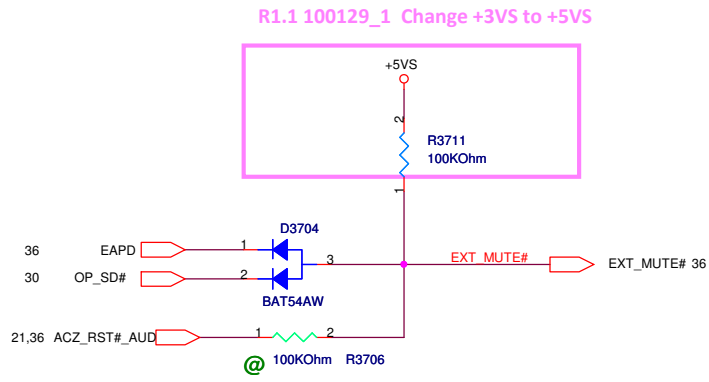 R1.1 100129_1 Change +3VS to +5VS
+5VS
2
R3711
100KOhm
1
D3704
36 EAPD 1
3
EXT_MUTE#
EXT_MUTE# 36
30 OP_SD# 2
BAT54AW
21,36 ACZ_RST#_AUD 1 2
@ 100KOhm R3706